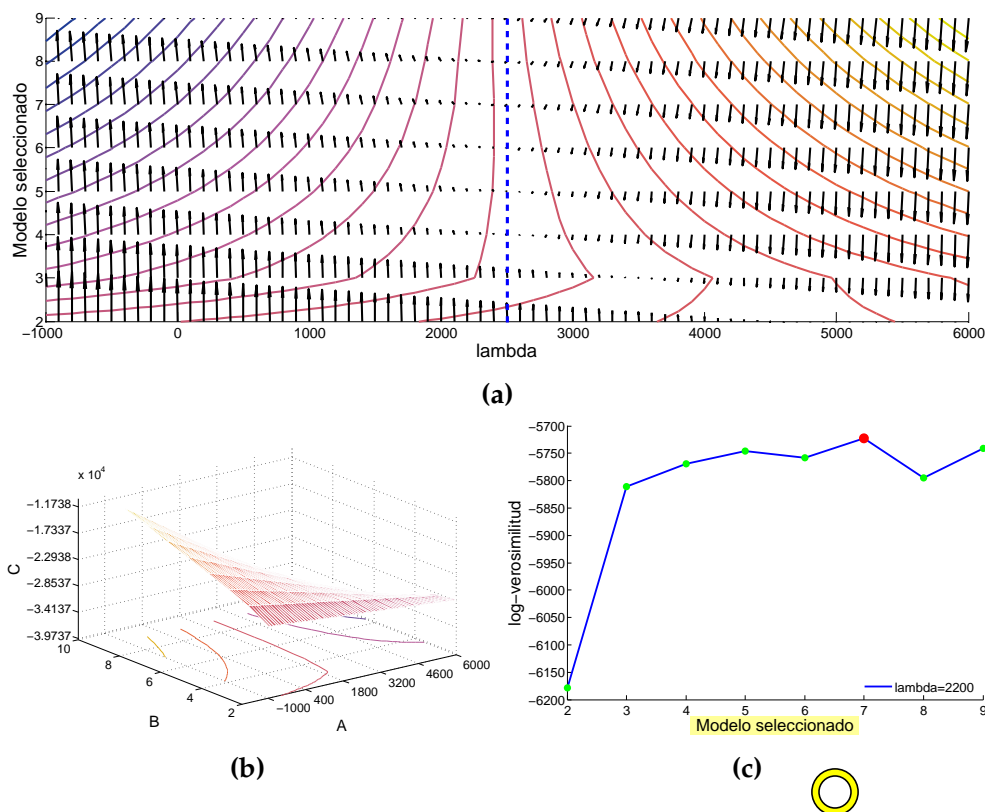 9
8
7
6
5
4
3
2
Modelo seleccionado
−1000 0 1000 2000 3000 4000 5000 6000
lambda
(a)
x 10^4
−1.1738
−1.7337
−2.2938
−2.8537
−3.4137
−3.9737
C
10
8
6
4
2
B
−1000
400
1800
3200
4600
6000
A
(b)
−5700
−5750
−5800
−5850
−5900
−5950
−6000
−6050
−6100
−6150
−6200
log−verosimilitud
lambda=2200
2 3 4 5 6 7 8 9
Modelo seleccionado
(c)